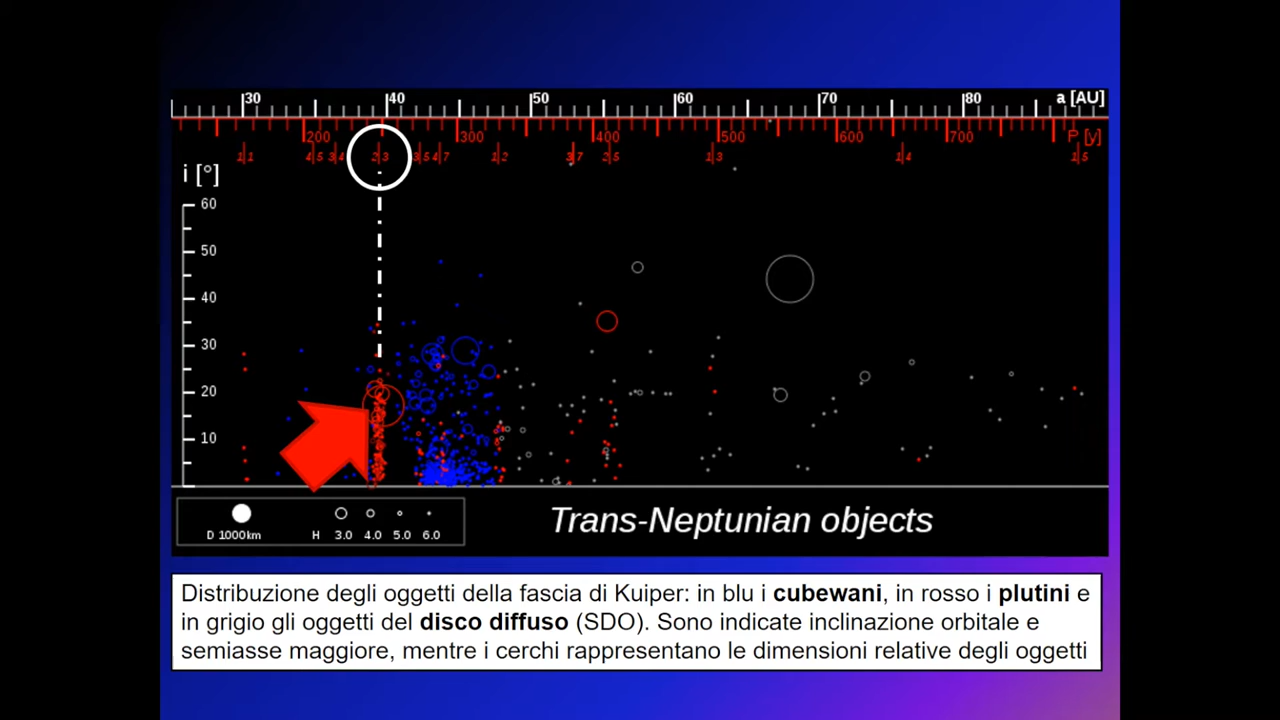 30 40 50 60 70 80 a [AU]
200 300 400 500 600 700 P [y]
1|1 4|5 3|4 2|3 3|5 4|7 1|2 3|7 2|5 1|3 1|4 1|5
i [°]
60
50
40
30
20
10
D 1000km H 3.0 4.0 5.0 6.0
Trans-Neptunian objects
Distribuzione degli oggetti della fascia di Kuiper: in blu i cubewani, in rosso i plutini e
in grigio gli oggetti del disco diffuso (SDO). Sono indicate inclinazione orbitale e
semiasse maggiore, mentre i cerchi rappresentano le dimensioni relative degli oggetti